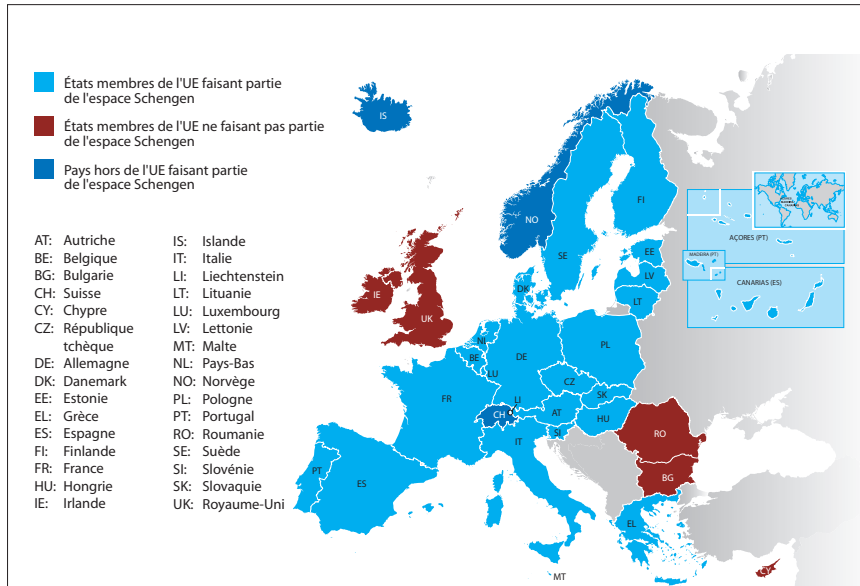 États membres de l'UE faisant partie
de l'espace Schengen
États membres de l'UE ne faisant pas partie
de l'espace Schengen
Pays hors de l'UE faisant partie
de l'espace Schengen
AT: Autriche
BE: Belgique
BG: Bulgarie
CH: Suisse
CY: Chypre
CZ: République
tchèque
DE: Allemagne
DK: Danemark
EE: Estonie
EL: Grèce
ES: Espagne
FI: Finlande
FR: France
HU: Hongrie
IE: Irlande
IS: Islande
IT: Italie
LI: Liechtenstein
LT: Lituanie
LU: Luxembourg
LV: Lettonie
MT: Malte
NL: Pays-Bas
NO: Norvège
PL: Pologne
PT: Portugal
RO: Roumanie
SE: Suède
SI: Slovénie
SK: Slovaquie
UK: Royaume-Uni
IS
FI
NO
SE
EE
LV
DK
LT
IE
UK
NL
PL
BE
DE
LU
CZ
SK
FR
LI
CH
AT
HU
SI
IT
RO
BG
PT
ES
EL
CY
MT
AÇORES (PT)
MADEIRA (PT)
CANARIAS (ES)